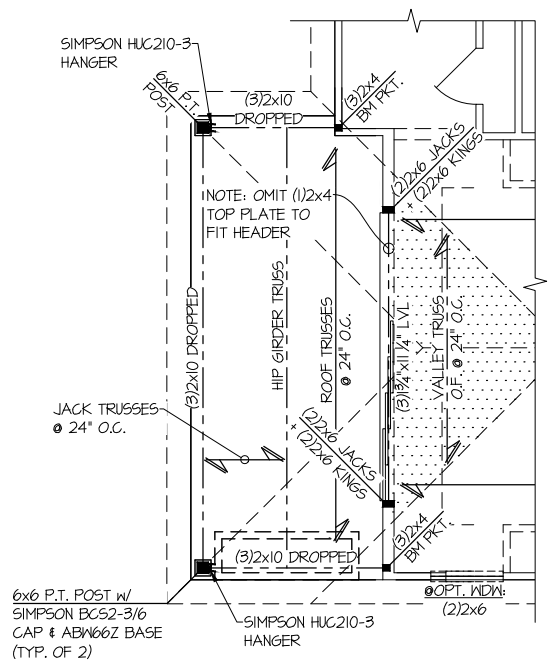 SIMPSON HUC210-3
HANGER
6x6 P.T.
POST
(3)2x10
DROPPED
(3)2x4
BM PKT.
(2)2x6 JACKS
+ (2)2x6 KINGS
NOTE: OMIT (1)2x4
TOP PLATE TO
FIT HEADER
(3)2x10 DROPPED
HIP GIRDER TRUSS
ROOF TRUSSES
@ 24" O.C.
(3)1¾"x11¼" LVL
VALLEY TRUSS
O.F. @ 24" O.C.
JACK TRUSSES
@ 24" O.C.
(2)2x6 JACKS
+ (2)2x6 KINGS
(3)2x4
BM PKT.
(3)2x10 DROPPED
@OPT. WDW:
(2)2x6
6x6 P.T. POST W/
SIMPSON BCS2-3/6
CAP & ABW66Z BASE
(TYP. OF 2)
SIMPSON HUC210-3
HANGER